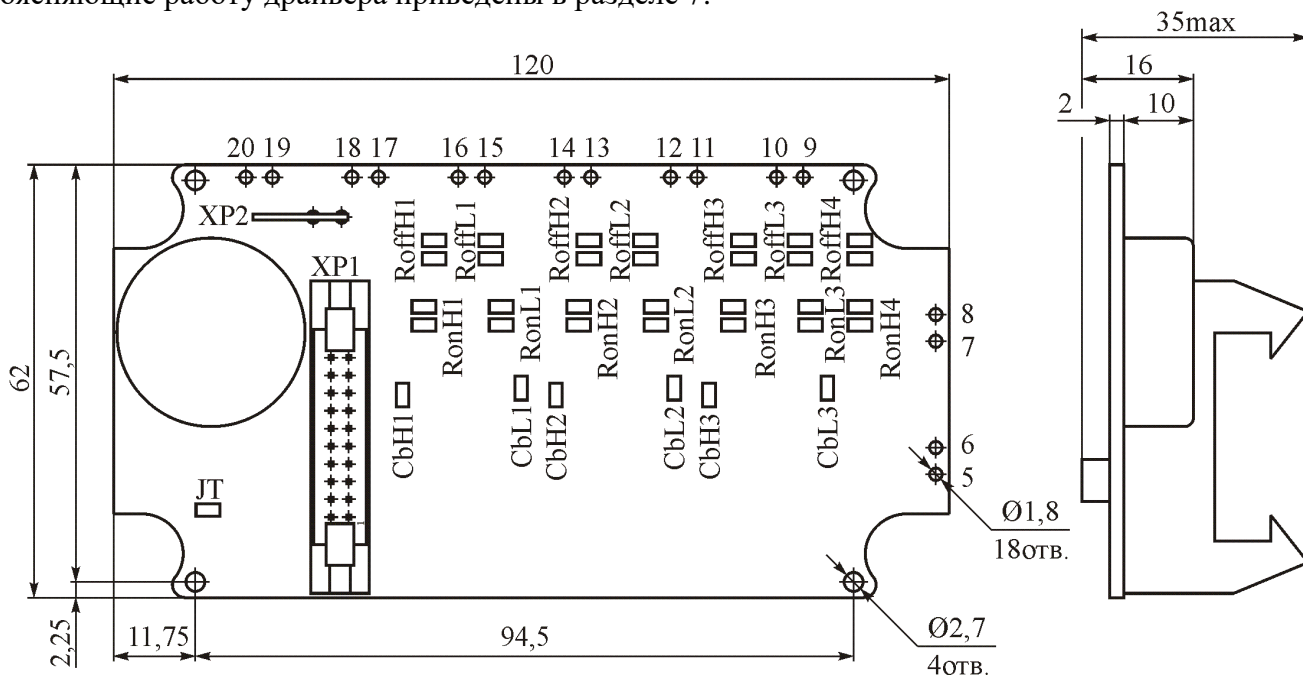 оясняющие работу драйвера приведены в разделе 7.
35max
120
16
2
10
20 19 18 17 16 15 14 13 12 11 10 9
XP2
RoffH1
RoffL1
RoffH2
RoffL2
RoffH3
RoffL3
RoffH4
XP1
RonH1
RonL1
RonH2
RonL2
RonH3
RonL3
RonH4
8
7
62
57,5
CbH1
CbL1
CbH2
CbL2
CbH3
CbL3
6
5
JT
1
Ø1,8
18отв.
2,25
11,75
94,5
Ø2,7
4отв.